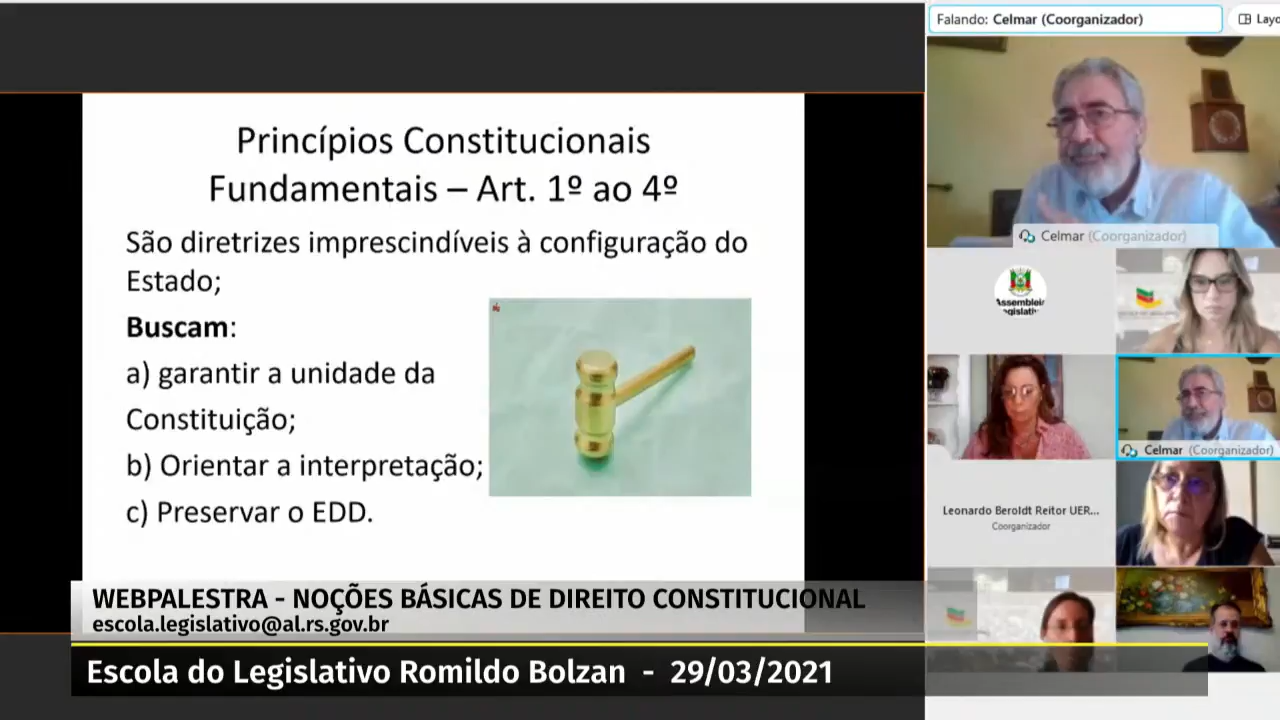 Falando: Celmar (Coorganizador)
Princípios Constitucionais
Fundamentais – Art. 1º ao 4º
São diretrizes imprescindíveis à configuração do
Estado;
Buscam:
a) garantir a unidade da
Constituição;
b) Orientar a interpretação;
c) Preservar o EDD.
Celmar (Coorganizador)
Assembleia
Legislativ
Celmar (Coorganizador)
Leonardo Beroldt Reitor UER...
Coorganizador
WEBPALESTRA - NOÇÕES BÁSICAS DE DIREITO CONSTITUCIONAL
escola.legislativo@al.rs.gov.br
Escola do Legislativo Romildo Bolzan - 29/03/2021